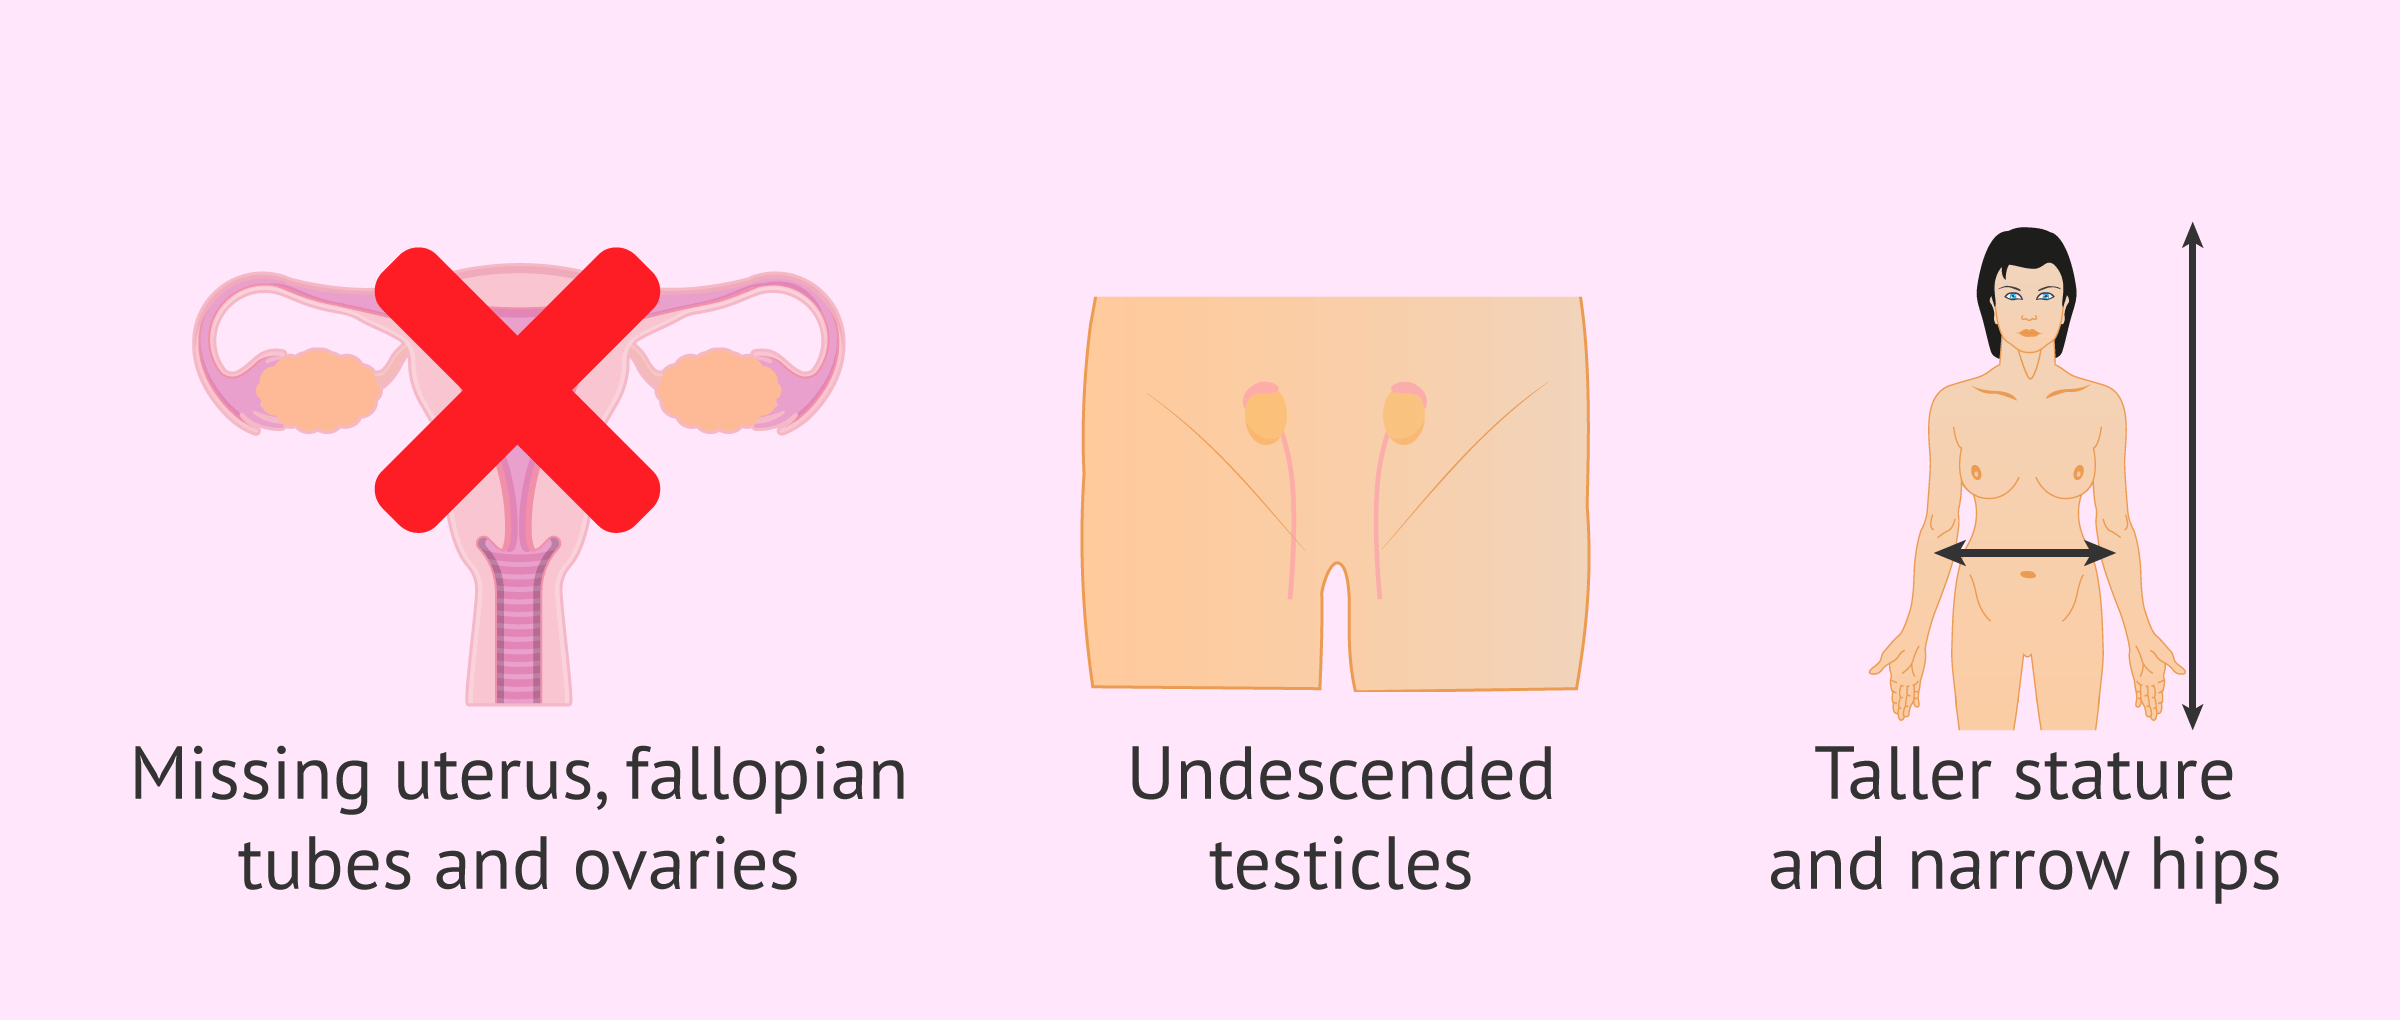 Missing uterus, fallopian
tubes and ovaries
Undescended
testicles
Taller stature
and narrow hips